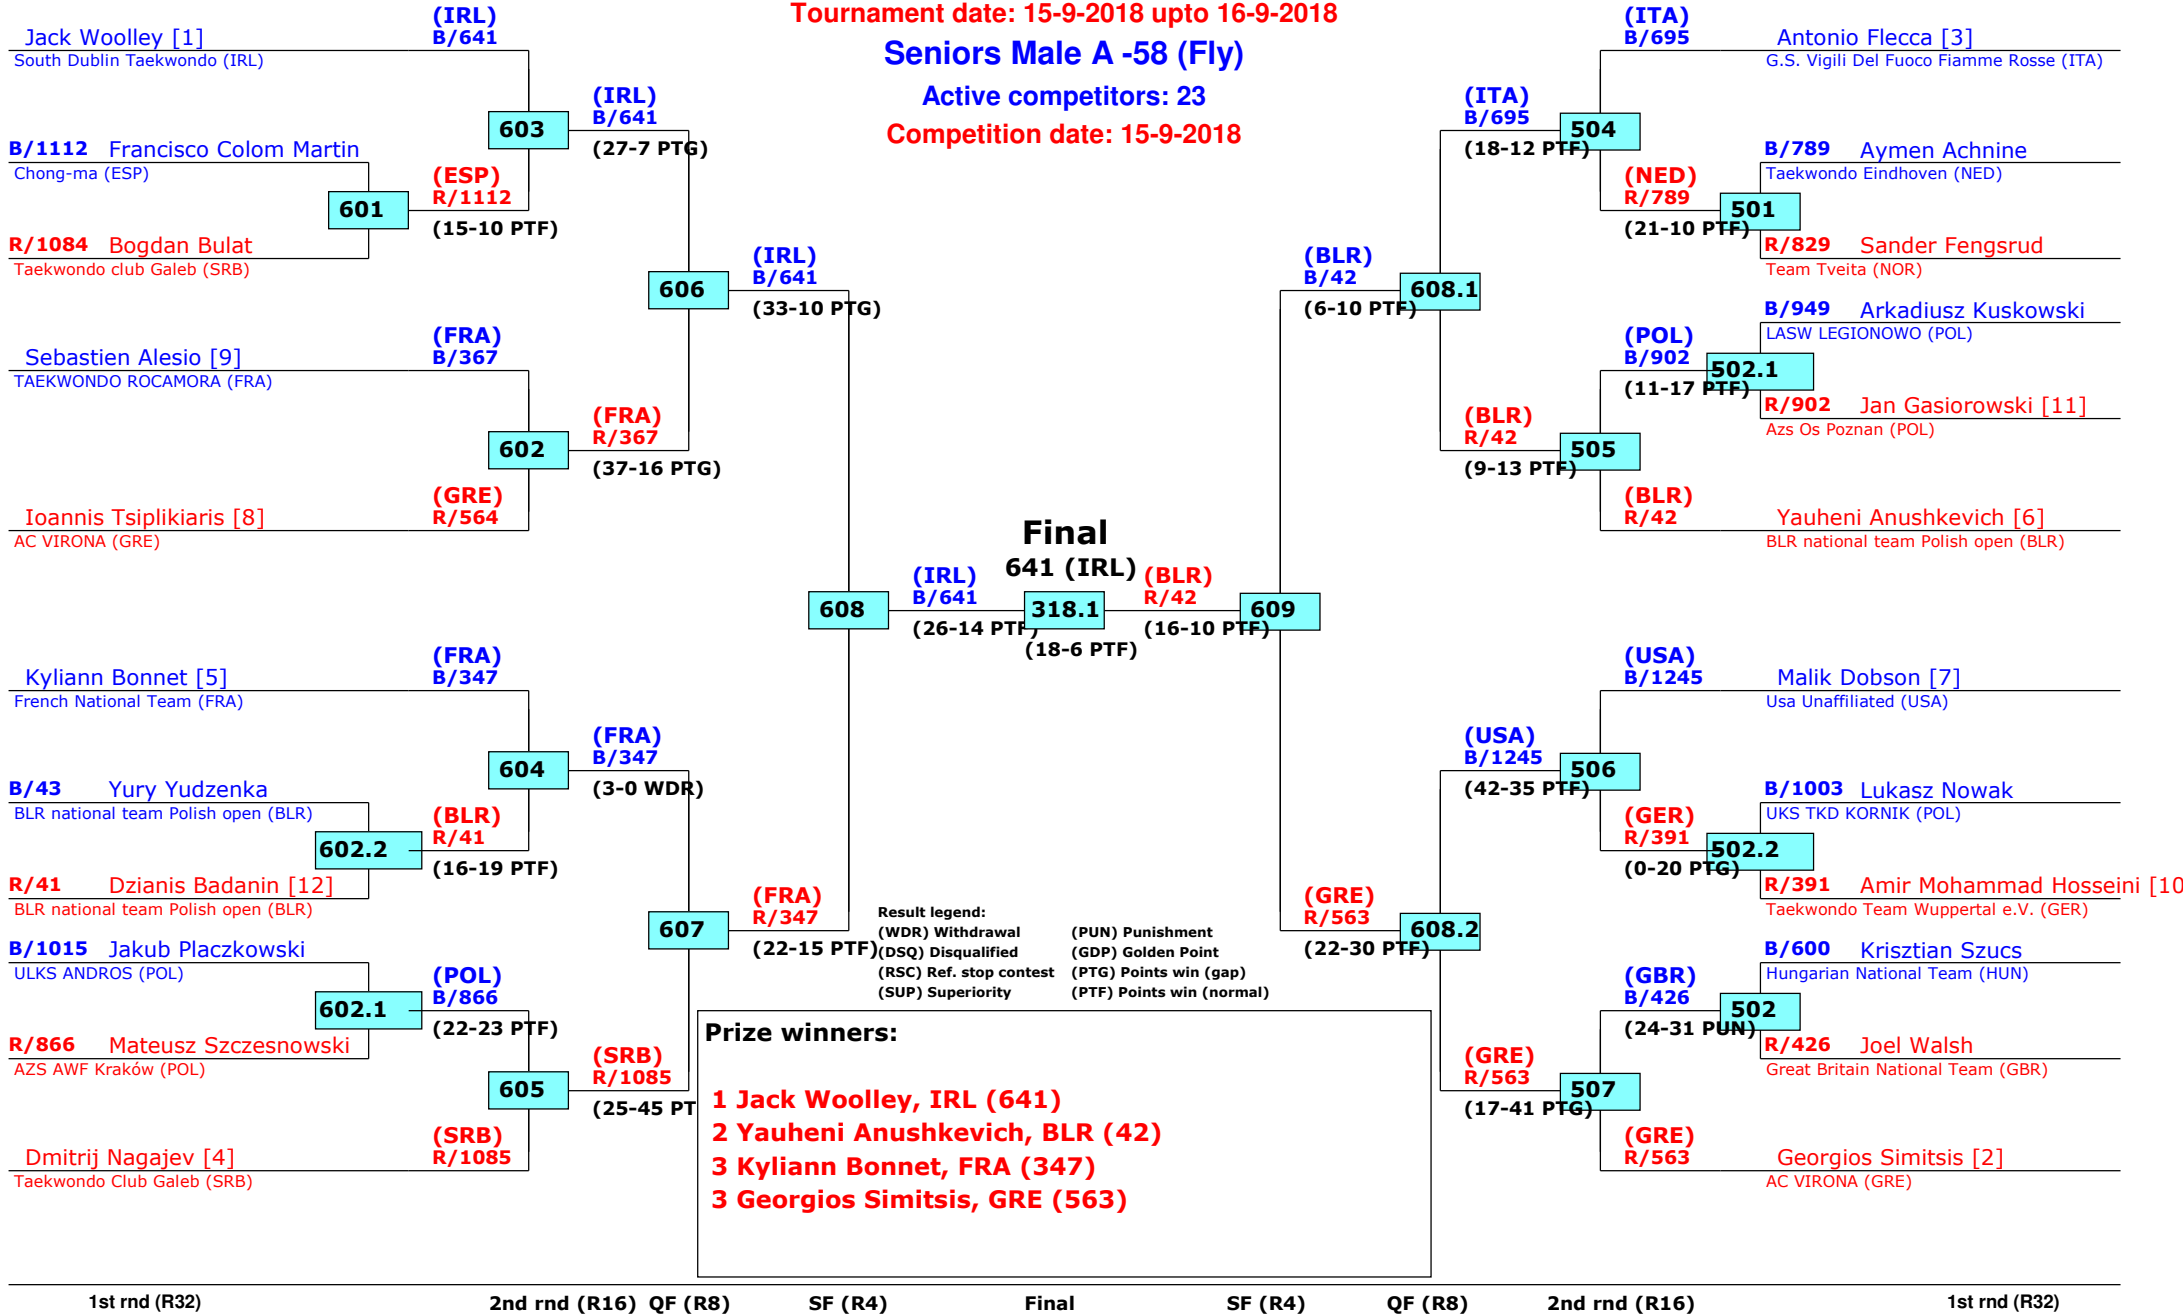 Tournament date: 15-9-2018 upto 16-9-2018
Seniors Male A -58 (Fly)
Active competitors: 23
Competition date: 15-9-2018
Jack Woolley [1]
South Dublin Taekwondo (IRL)
(IRL)
B/641
B/1112 Francisco Colom Martin
Chong-ma (ESP)
601
R/1084 Bogdan Bulat
Taekwondo club Galeb (SRB)
(ESP)
R/1112
(15-10 PTF)
603
(IRL)
B/641
(27-7 PTG)
Sebastien Alesio [9]
TAEKWONDO ROCAMORA (FRA)
(FRA)
B/367
602
Ioannis Tsiplikiaris [8]
AC VIRONA (GRE)
(GRE)
R/564
(FRA)
R/367
(37-16 PTG)
606
(IRL)
B/641
(33-10 PTG)
Kyliann Bonnet [5]
French National Team (FRA)
(FRA)
B/347
B/43 Yury Yudzenka
BLR national team Polish open (BLR)
602.2
R/41 Dzianis Badanin [12]
BLR national team Polish open (BLR)
(BLR)
R/41
(16-19 PTF)
604
(FRA)
B/347
(3-0 WDR)
B/1015 Jakub Placzkowski
ULKS ANDROS (POL)
602.1
R/866 Mateusz Szczesnowski
AZS AWF Kraków (POL)
(POL)
B/866
(22-23 PTF)
605
Dmitrij Nagajev [4]
Taekwondo Club Galeb (SRB)
(SRB)
R/1085
(SRB)
R/1085
(25-45 PT
607
(FRA)
R/347
(22-15 PTF)
608
(IRL)
B/641
(26-14 PTF)
Final
641 (IRL)
318.1
(18-6 PTF)
(BLR)
R/42
(16-10 PTF)
609
(BLR)
B/42
(6-10 PTF)
608.1
(ITA)
B/695
(18-12 PTF)
504
(ITA)
B/695
Antonio Flecca [3]
G.S. Vigili Del Fuoco Fiamme Rosse (ITA)
(NED)
R/789
(21-10 PTF)
501
B/789 Aymen Achnine
Taekwondo Eindhoven (NED)
R/829 Sander Fengsrud
Team Tveita (NOR)
(BLR)
R/42
(9-13 PTF)
505
(POL)
B/902
(11-17 PTF)
502.1
B/949 Arkadiusz Kuskowski
LASW LEGIONOWO (POL)
R/902 Jan Gasiorowski [11]
Azs Os Poznan (POL)
(BLR)
R/42
Yauheni Anushkevich [6]
BLR national team Polish open (BLR)
(GRE)
R/563
(22-30 PTF)
608.2
(USA)
B/1245
(42-35 PTF)
506
(USA)
B/1245
Malik Dobson [7]
Usa Unaffiliated (USA)
(GER)
R/391
(0-20 PTG)
502.2
B/1003 Lukasz Nowak
UKS TKD KORNIK (POL)
R/391 Amir Mohammad Hosseini [10
Taekwondo Team Wuppertal e.V. (GER)
(GRE)
R/563
(17-41 PTG)
507
(GBR)
B/426
(24-31 PUN)
502
B/600 Krisztian Szucs
Hungarian National Team (HUN)
R/426 Joel Walsh
Great Britain National Team (GBR)
(GRE)
R/563
Georgios Simitsis [2]
AC VIRONA (GRE)
Result legend:
(WDR) Withdrawal (PUN) Punishment
(DSQ) Disqualified (GDP) Golden Point
(RSC) Ref. stop contest (PTG) Points win (gap)
(SUP) Superiority (PTF) Points win (normal)
Prize winners:
1 Jack Woolley, IRL (641)
2 Yauheni Anushkevich, BLR (42)
3 Kyliann Bonnet, FRA (347)
3 Georgios Simitsis, GRE (563)
1st rnd (R32) 2nd rnd (R16) QF (R8) SF (R4) Final SF (R4) QF (R8) 2nd rnd (R16) 1st rnd (R32)